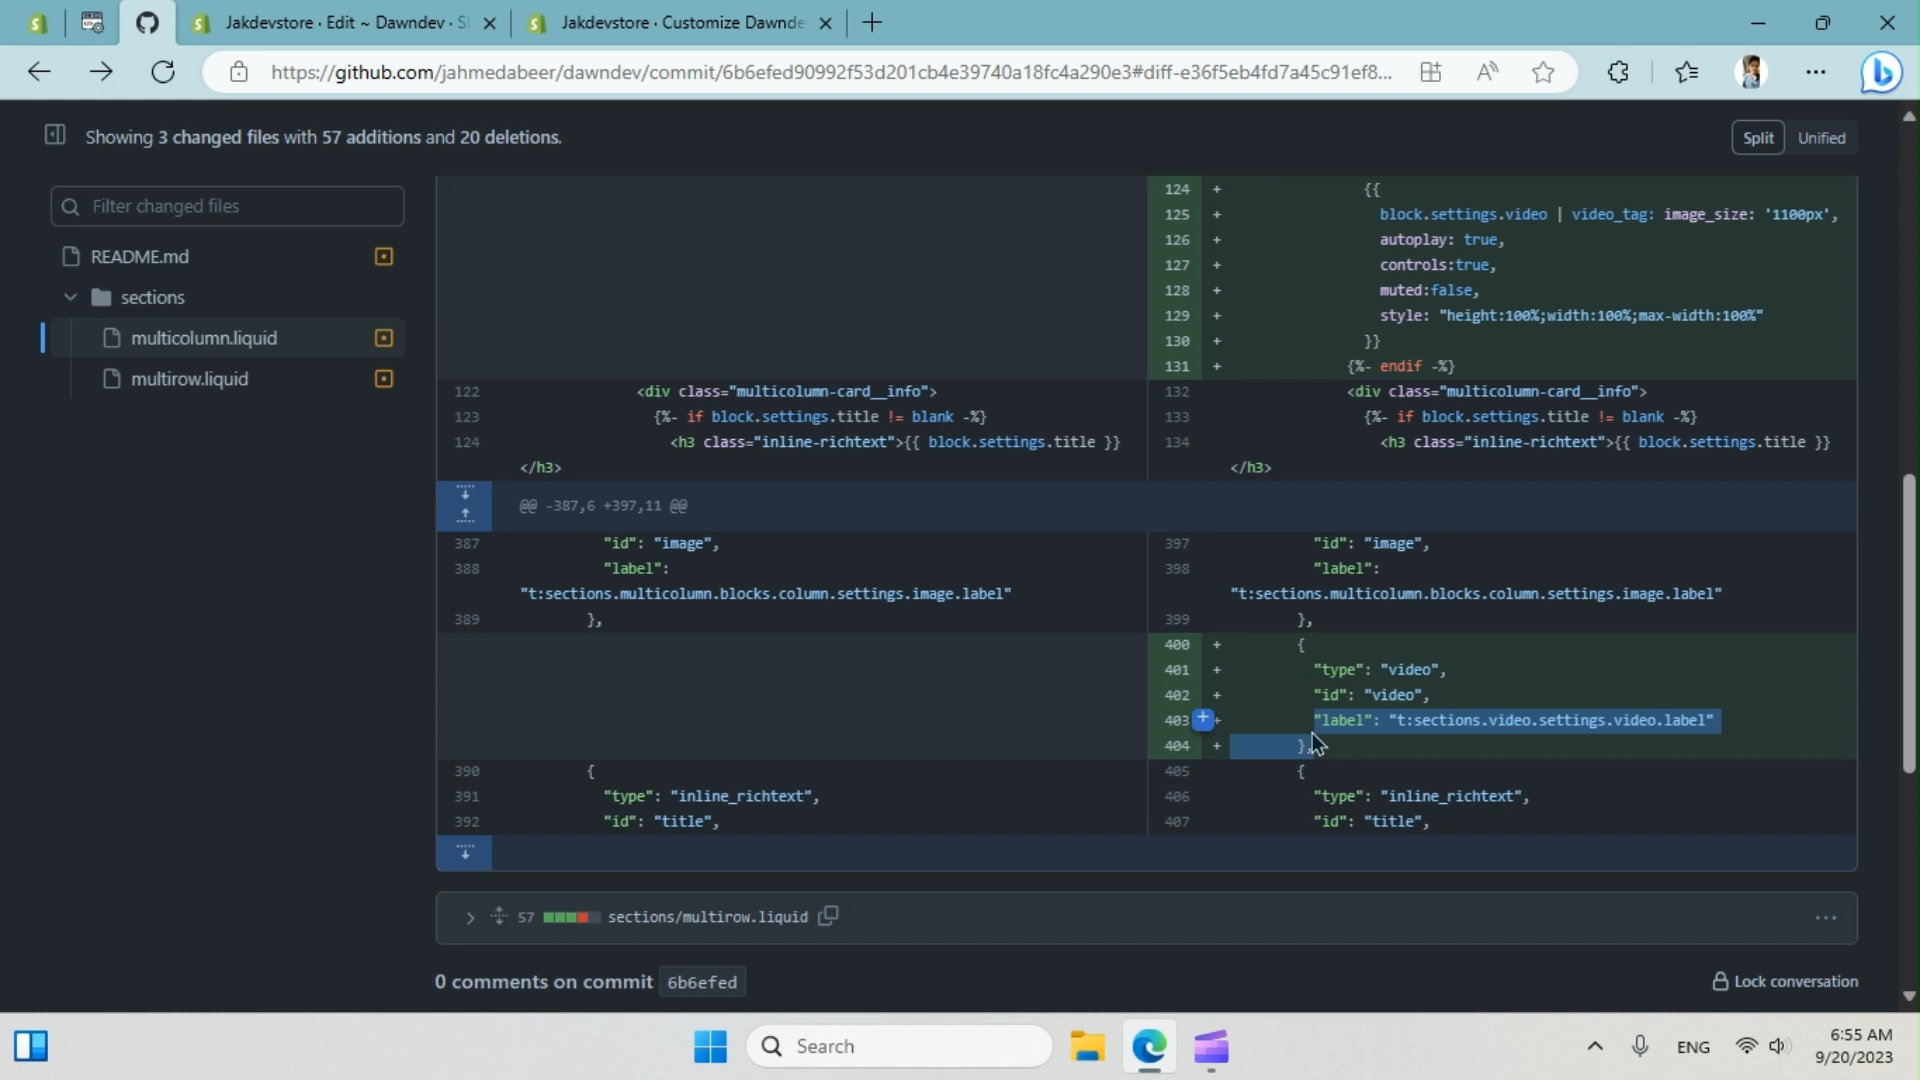 Jakdevstore · Edit ~ Dawndev · S
Jakdevstore · Customize Dawnde
https://github.com/jahmedabeer/dawndev/commit/6b6efed90992f53d201cb4e39740a18fc4a290e3#diff-e36f5eb4fd7a45c91ef8...
Showing 3 changed files with 57 additions and 20 deletions.
Split Unified
Filter changed files
README.md
sections
multicolumn.liquid
multirow.liquid
124 + {{
125 + block.settings.video | video_tag: image_size: '1100px',
126 + autoplay: true,
127 + controls:true,
128 + muted:false,
129 + style: "height:100%;width:100%;max-width:100%"
130 + }}
131 + {%- endif -%}
122 <div class="multicolumn-card__info"> 132 <div class="multicolumn-card__info">
123 {%- if block.settings.title != blank -%} 133 {%- if block.settings.title != blank -%}
124 <h3 class="inline-richtext">{{ block.settings.title }} 134 <h3 class="inline-richtext">{{ block.settings.title }}
</h3> </h3>
@@ -387,6 +397,11 @@
387 "id": "image", 397 "id": "image",
388 "label": 398 "label":
"t:sections.multicolumn.blocks.column.settings.image.label" "t:sections.multicolumn.blocks.column.settings.image.label"
389 }, 399 },
400 + {
401 + "type": "video",
402 + "id": "video",
403 + "label": "t:sections.video.settings.video.label"
404 + },
390 { 405 {
391 "type": "inline_richtext", 406 "type": "inline_richtext",
392 "id": "title", 407 "id": "title",
57 sections/multirow.liquid
0 comments on commit 6b6efed
Lock conversation
Search
ENG
6:55 AM
9/20/2023